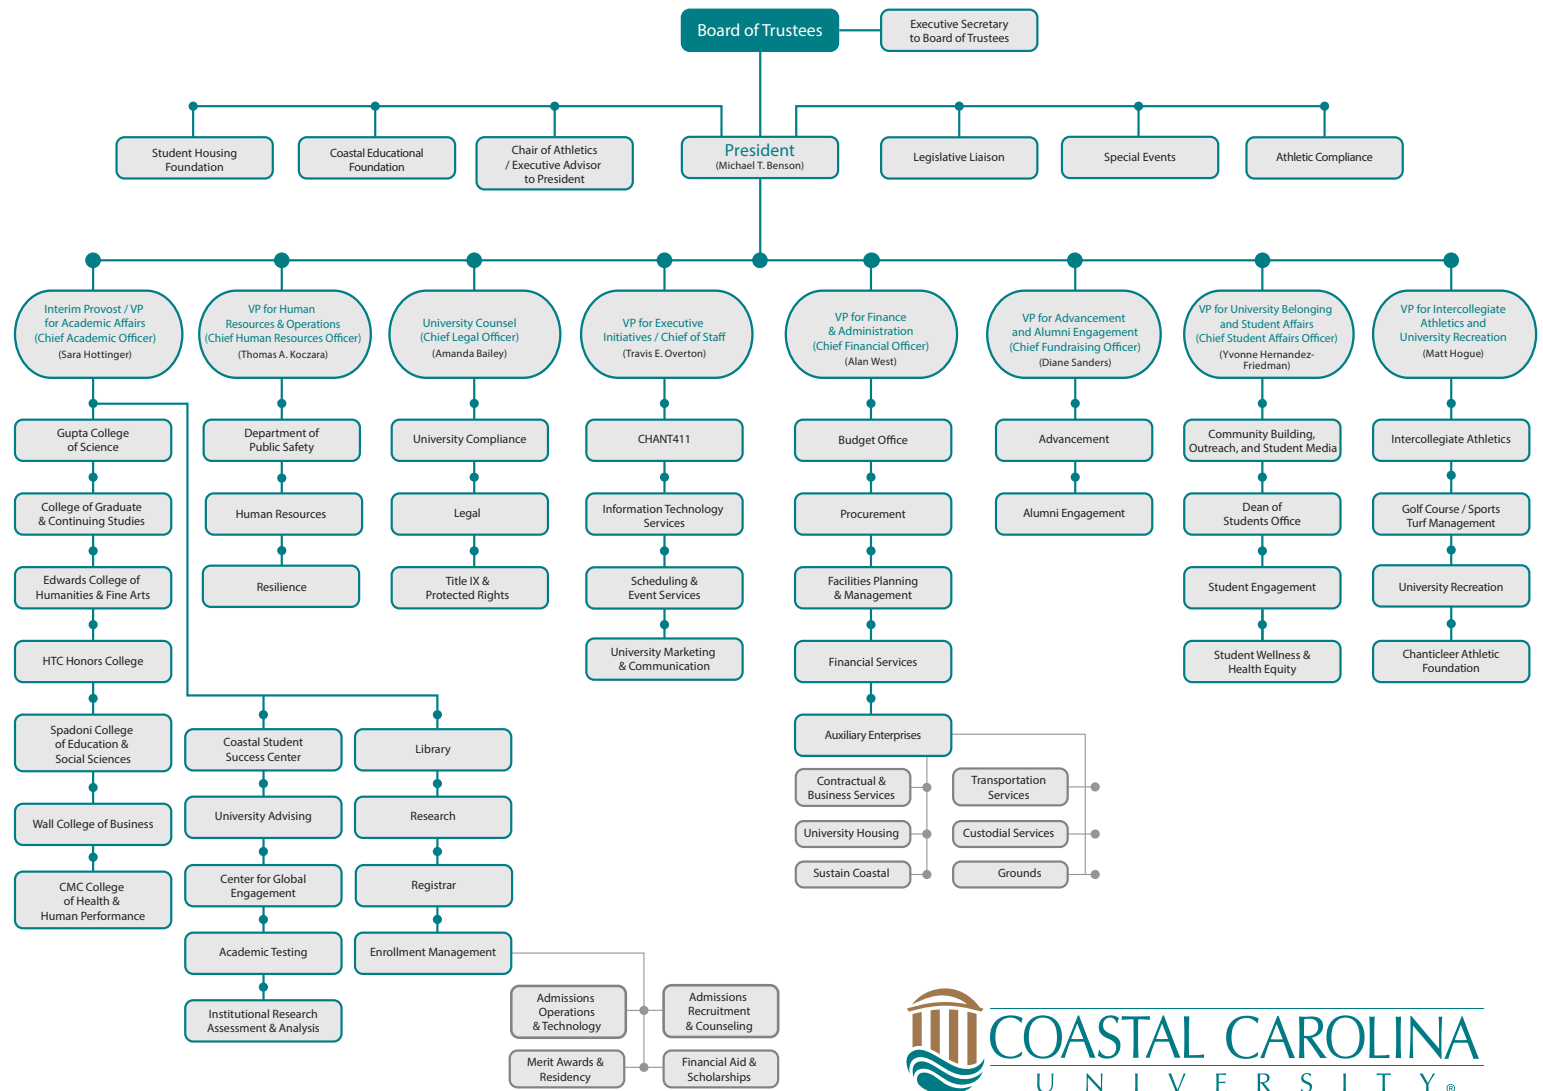 Board of Trustees
Executive Secretary
to Board of Trustees
Student Housing
Foundation
Coastal Educational
Foundation
Chair of Athletics
/ Executive Advisor
to President
President
(Michael T. Benson)
Legislative Liaison
Special Events
Athletic Compliance
Interim Provost / VP
for Academic Affairs
(Chief Academic Officer)
(Sara Hottinger)
VP for Human
Resources & Operations
(Chief Human Resources Officer)
(Thomas A. Koczara)
University Counsel
(Chief Legal Officer)
(Amanda Bailey)
VP for Executive
Initiatives / Chief of Staff
(Travis E. Overton)
VP for Finance
& Administration
(Chief Financial Officer)
(Alan West)
VP for Advancement
and Alumni Engagement
(Chief Fundraising Officer)
(Diane Sanders)
VP for University Belonging
and Student Affairs
(Chief Student Affairs Officer)
(Yvonne Hernandez-
Friedman)
VP for Intercollegiate
Athletics and
University Recreation
(Matt Hogue)
Gupta College
of Science
College of Graduate
& Continuing Studies
Edwards College of
Humanities & Fine Arts
HTC Honors College
Spadoni College
of Education &
Social Sciences
Wall College of Business
CMC College
of Health &
Human Performance
Coastal Student
Success Center
University Advising
Center for Global
Engagement
Academic Testing
Institutional Research
Assessment & Analysis
Library
Research
Registrar
Enrollment Management
Admissions
Operations
& Technology
Admissions
Recruitment
& Counseling
Merit Awards &
Residency
Financial Aid &
Scholarships
Department of
Public Safety
Human Resources
Resilience
University Compliance
Legal
Title IX &
Protected Rights
CHANT411
Information Technology
Services
Scheduling &
Event Services
University Marketing
& Communication
Budget Office
Procurement
Facilities Planning
& Management
Financial Services
Auxiliary Enterprises
Contractual &
Business Services
Transportation
Services
University Housing
Custodial Services
Sustain Coastal
Grounds
Advancement
Alumni Engagement
Community Building,
Outreach, and Student Media
Dean of
Students Office
Student Engagement
Student Wellness &
Health Equity
Intercollegiate Athletics
Golf Course / Sports
Turf Management
University Recreation
Chanticleer Athletic
Foundation
COASTAL CAROLINA
UNIVERSITY®